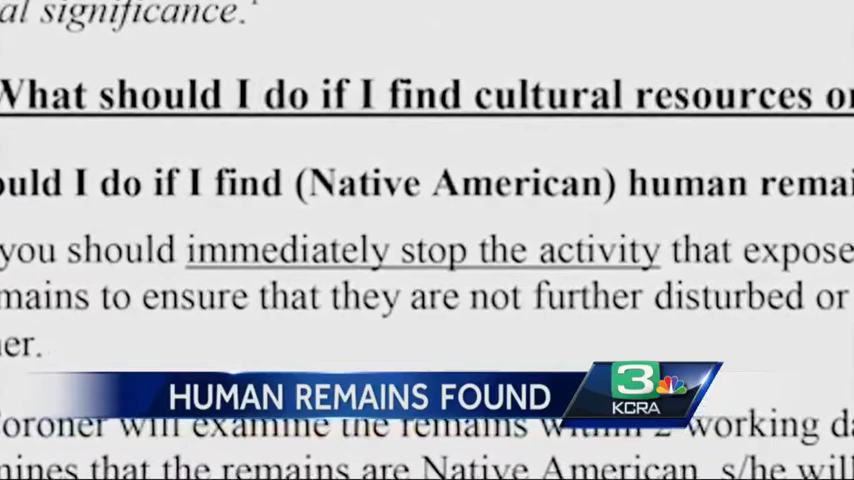 al significance.
What should I do if I find cultural resources or
ould I do if I find (Native American) human remai
you should immediately stop the activity that expose
mains to ensure that they are not further disturbed or
ner.
HUMAN REMAINS FOUND
3
KCRA
Coroner will examine the remains within 2 working da
mines that the remains are Native American, s/he will